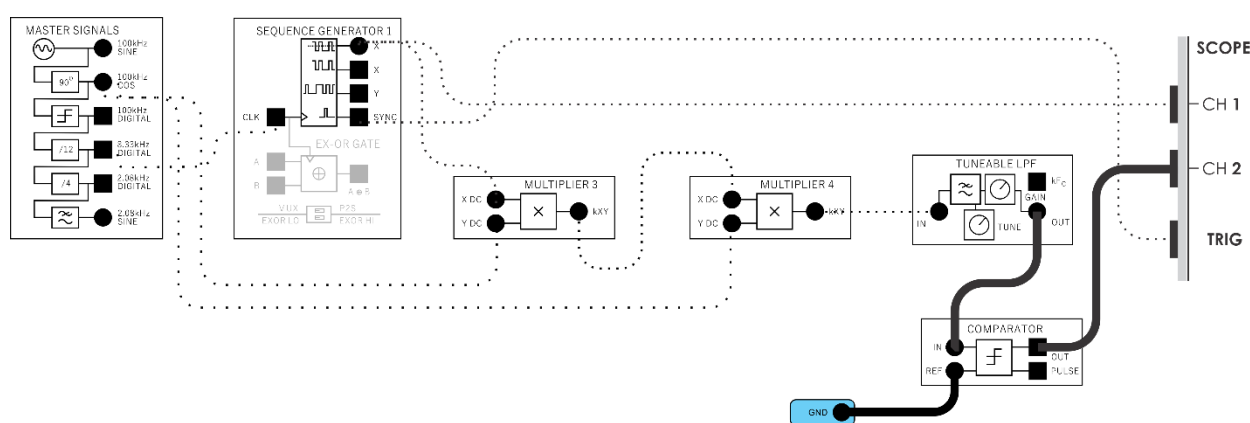 MASTER SIGNALS
100kHz
SINE
90°
100kHz
COS
100kHz
DIGITAL
/12
8.33kHz
DIGITAL
/4
2.08kHz
DIGITAL
2.08kHz
SINE
SEQUENCE GENERATOR 1
X
X
Y
CLK
SYNC
EX-OR GATE
A
B
A⊕B
P25
EXOR HI
MULTIPLIER 3
X DC
Y DC
×
kXY
MULTIPLIER 4
X DC
Y DC
×
kXY
TUNEABLE LPF
kFC
GAIN
IN
TUNE
OUT
COMPARATOR
IN
OUT
REF
PULSE
GND
SCOPE
CH 1
CH 2
TRIG